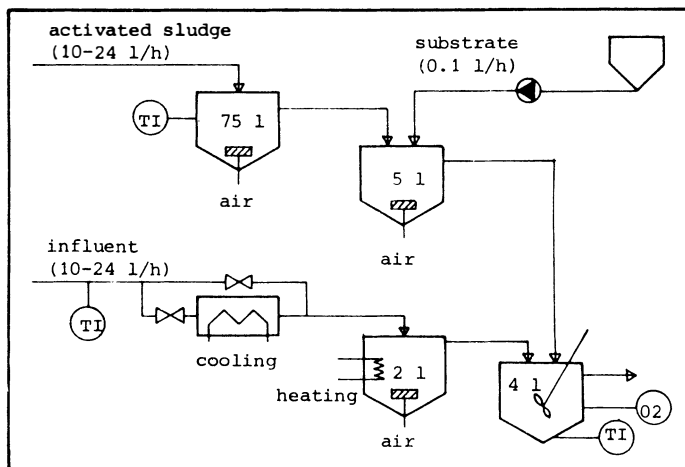 activated sludge
(10-24 l/h)
substrate
(0.1 l/h)
TI
75 l
5 l
air
air
influent
(10-24 l/h)
TI
cooling
heating
2 l
4 l
air
O2
TI